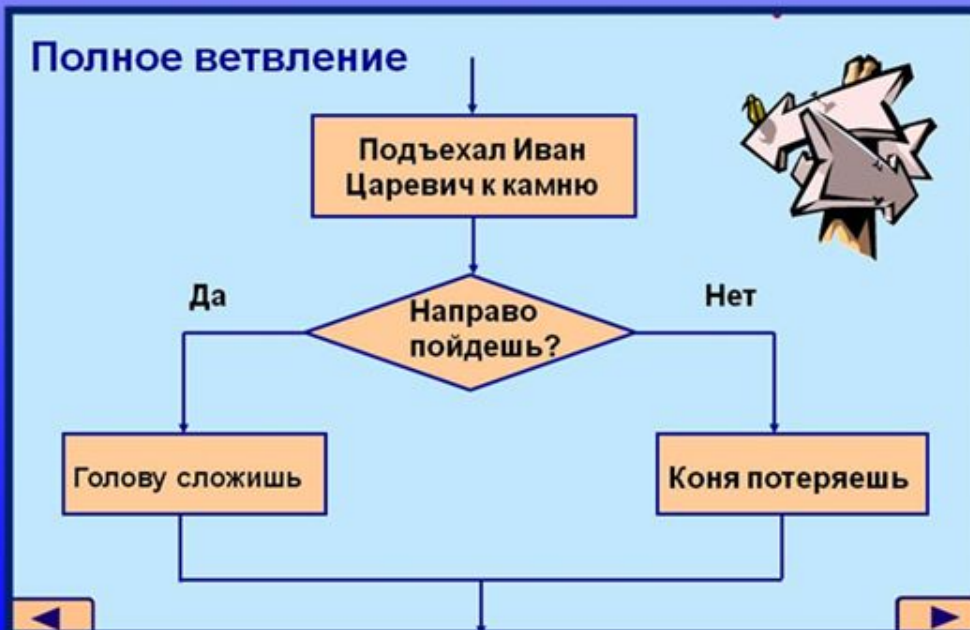 Полное ветвление
Подъехал Иван
Царевич к камню
Да
Нет
Направо
пойдешь?
Голову сложишь
Коня потеряешь